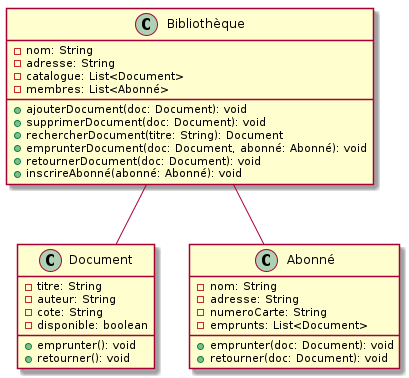 C Bibliothèque
nom: String
adresse: String
catalogue: List<Document>
membres: List<Abonné>
ajouterDocument(doc: Document): void
supprimerDocument(doc: Document): void
rechercherDocument(titre: String): Document
emprunterDocument(doc: Document, abonné: Abonné): void
retournerDocument(doc: Document): void
inscrireAbonné(abonné: Abonné): void
C Document
titre: String
auteur: String
cote: String
disponible: boolean
emprunter(): void
retourner(): void
C Abonné
nom: String
adresse: String
numeroCarte: String
emprunts: List<Document>
emprunter(doc: Document): void
retourner(doc: Document): void